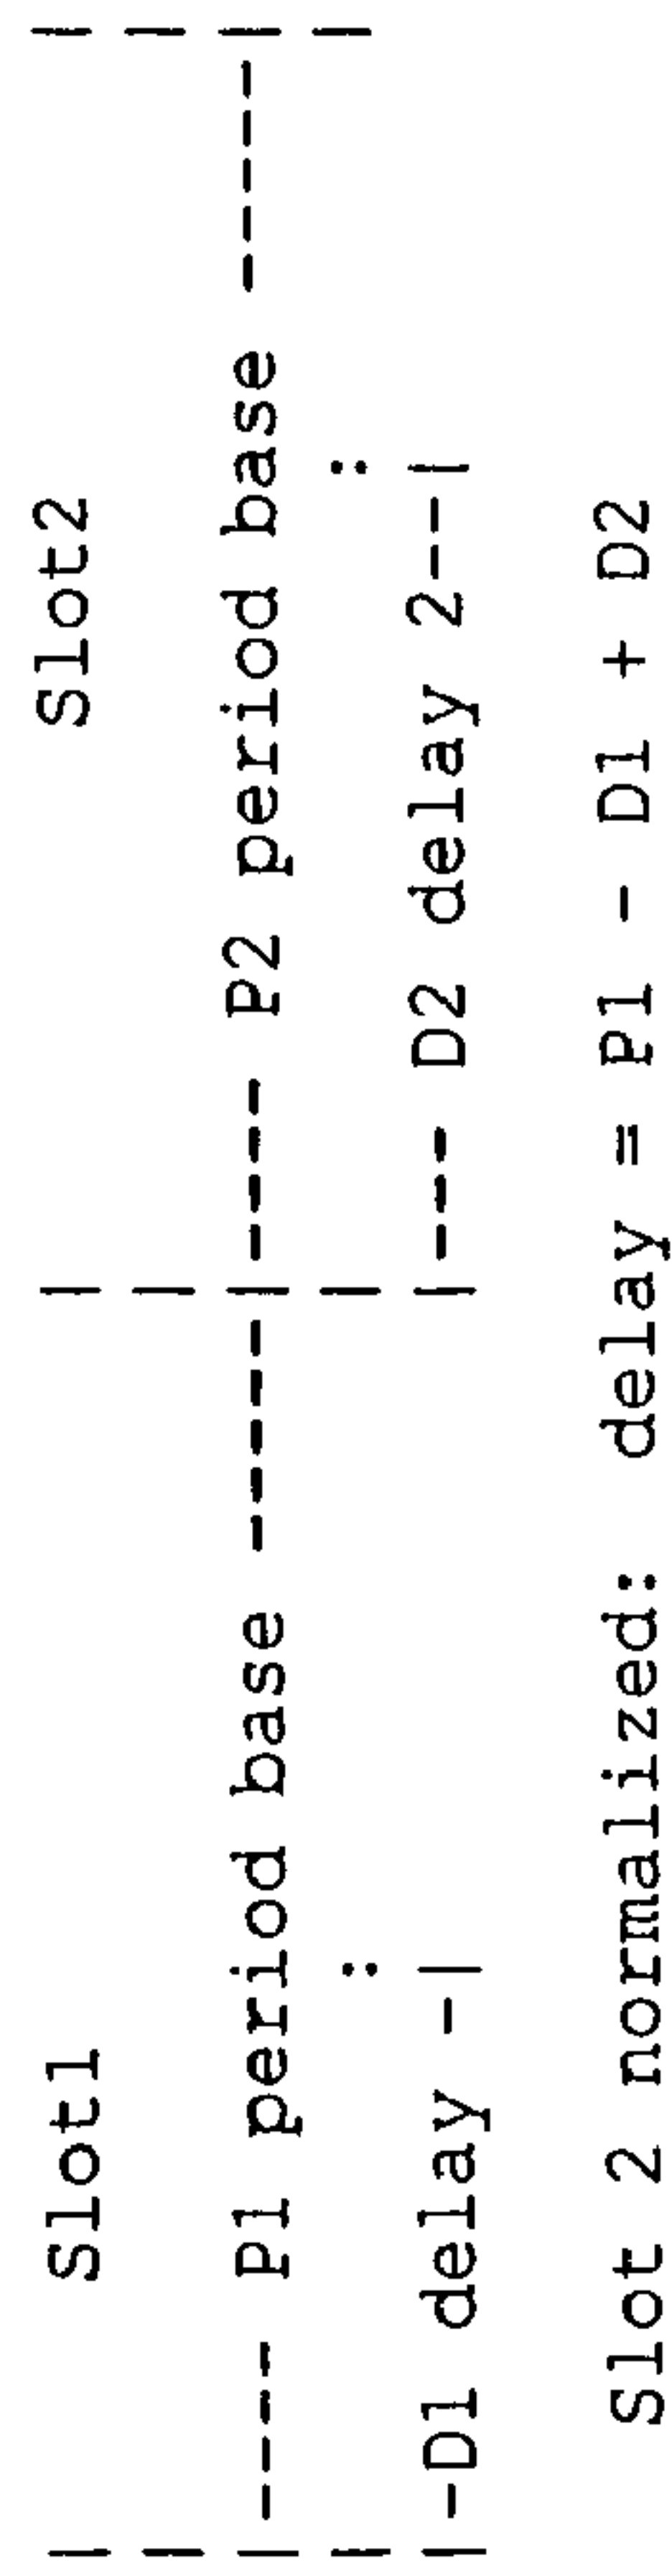 |          Slot1          |          Slot2          |
|                         |                         |
|---- P1 period base -----|---- P2 period base -----|
|           :             |                :
|-D1 delay -|             |--- D2 delay 2--|
Slot 2 normalized:  delay = P1 - D1 + D2